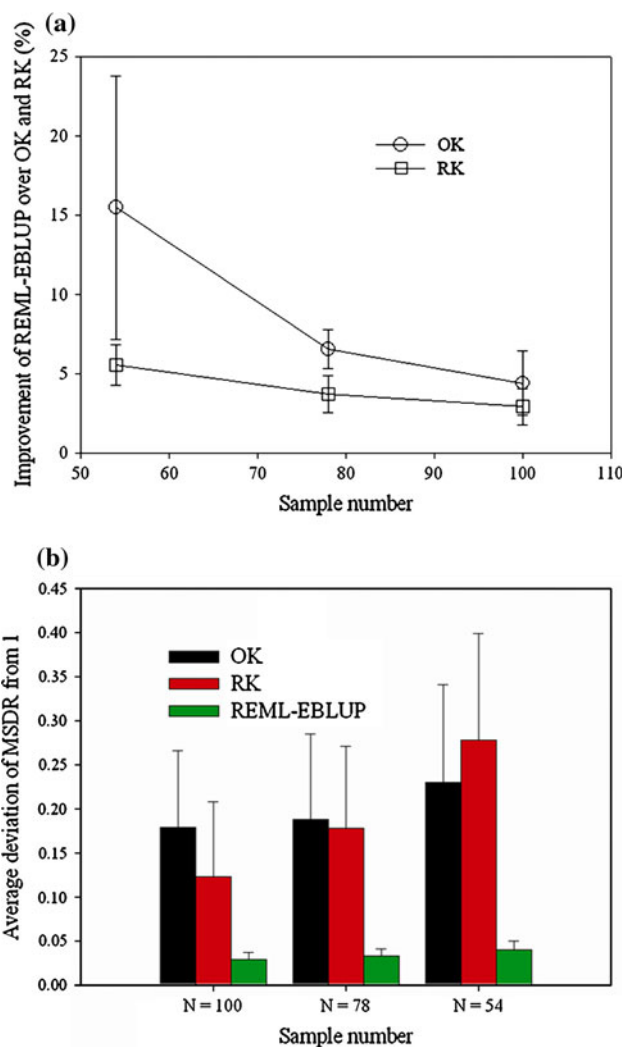 (a)
Improvement of REML-EBLUP over OK and RK (%)
25
20
15
10
5
0
OK
RK
50 60 70 80 90 100 110
Sample number
(b)
Average deviation of MSDR from 1
0.45
0.40
0.35
0.30
0.25
0.20
0.15
0.10
0.05
0.00
OK
RK
REML-EBLUP
N = 100 N = 78 N = 54
Sample number